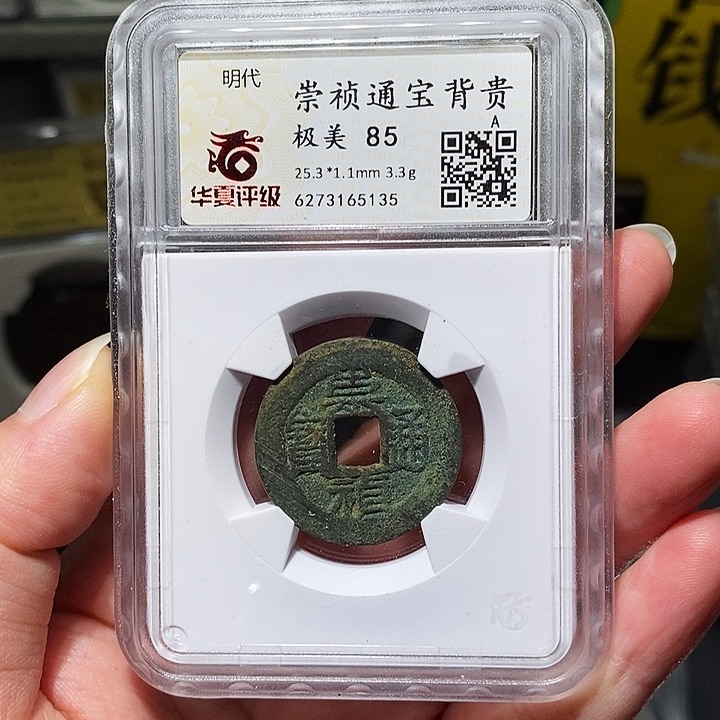 明代
崇祯通宝背贵
A
极美 85
25.3*1.1mm 3.3g
华夏评级
6273165135
崇祯通寶
钱